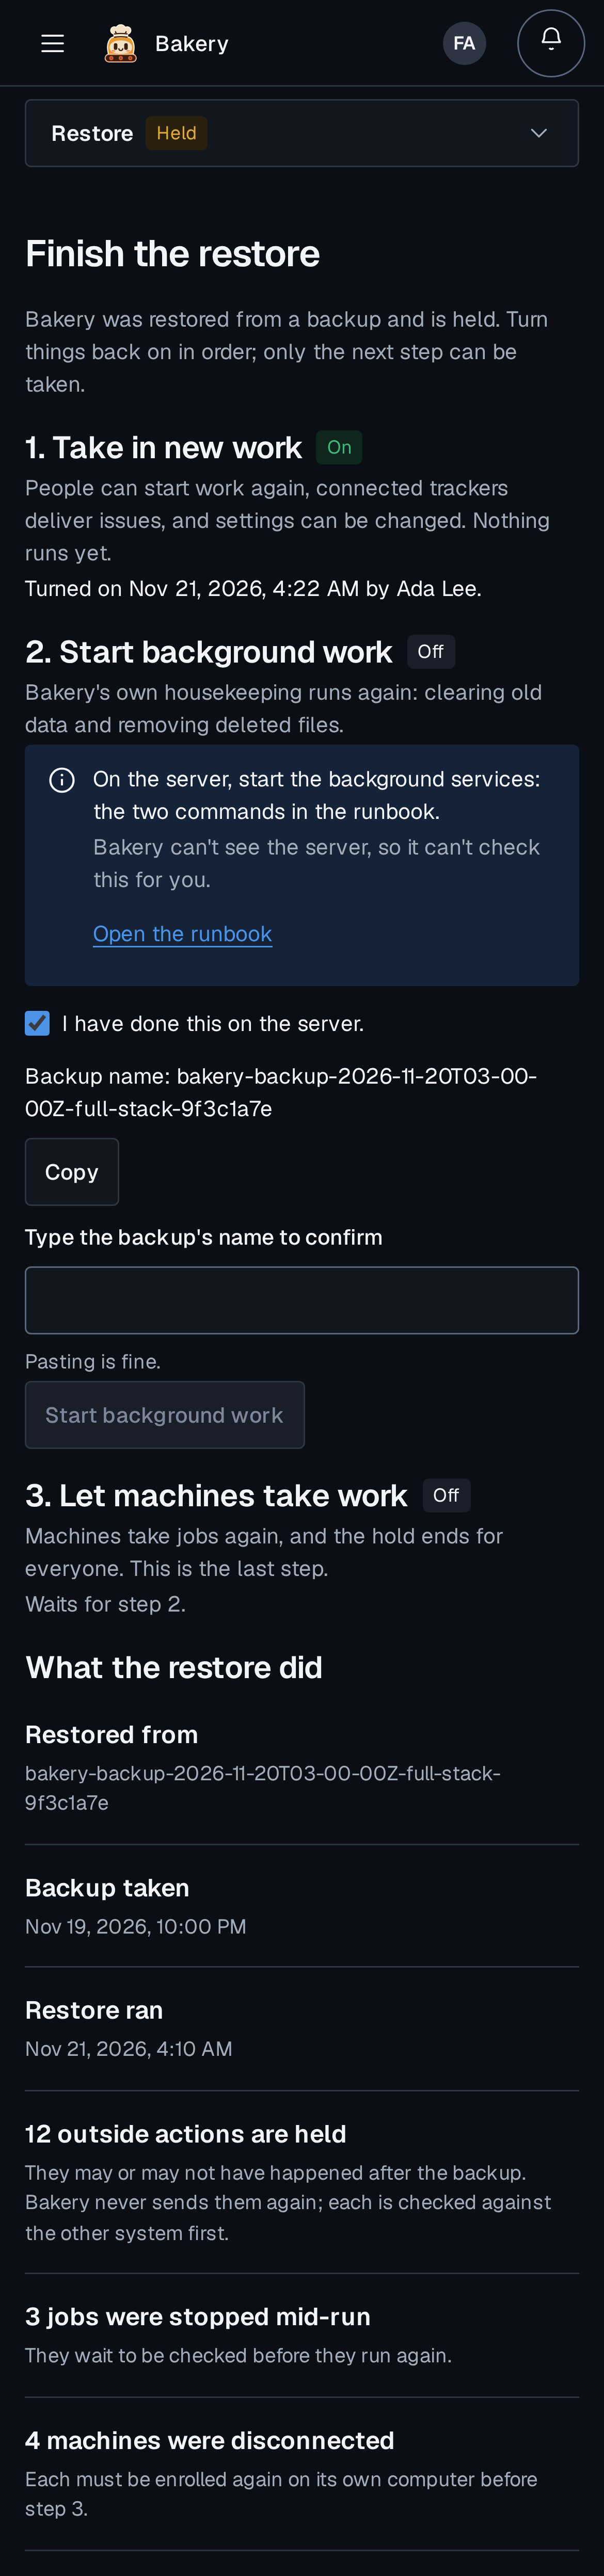 Bakery
FA
Restore Held
Finish the restore
Bakery was restored from a backup and is held. Turn
things back on in order; only the next step can be
taken.
1. Take in new work On
People can start work again, connected trackers
deliver issues, and settings can be changed. Nothing
runs yet.
Turned on Nov 21, 2026, 4:22 AM by Ada Lee.
2. Start background work Off
Bakery's own housekeeping runs again: clearing old
data and removing deleted files.
On the server, start the background services:
the two commands in the runbook.
Bakery can't see the server, so it can't check
this for you.
Open the runbook
I have done this on the server.
Backup name: bakery-backup-2026-11-20T03-00-
00Z-full-stack-9f3c1a7e
Copy
Type the backup's name to confirm
Pasting is fine.
Start background work
3. Let machines take work Off
Machines take jobs again, and the hold ends for
everyone. This is the last step.
Waits for step 2.
What the restore did
Restored from
bakery-backup-2026-11-20T03-00-00Z-full-stack-
9f3c1a7e
Backup taken
Nov 19, 2026, 10:00 PM
Restore ran
Nov 21, 2026, 4:10 AM
12 outside actions are held
They may or may not have happened after the backup.
Bakery never sends them again; each is checked against
the other system first.
3 jobs were stopped mid-run
They wait to be checked before they run again.
4 machines were disconnected
Each must be enrolled again on its own computer before
step 3.